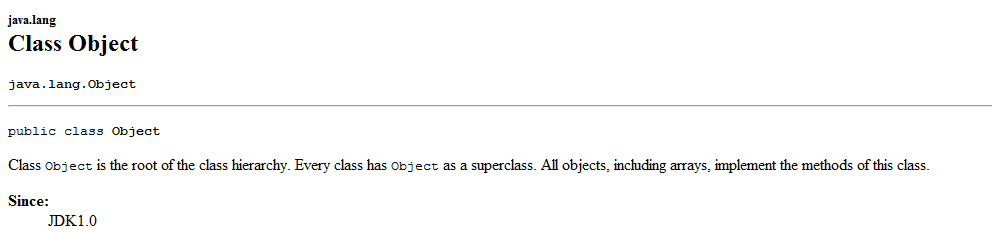 java.lang
Class Object
java.lang.Object
public class Object
Class Object is the root of the class hierarchy. Every class has Object as a superclass. All objects, including arrays, implement the methods of this class.
Since:
JDK1.0